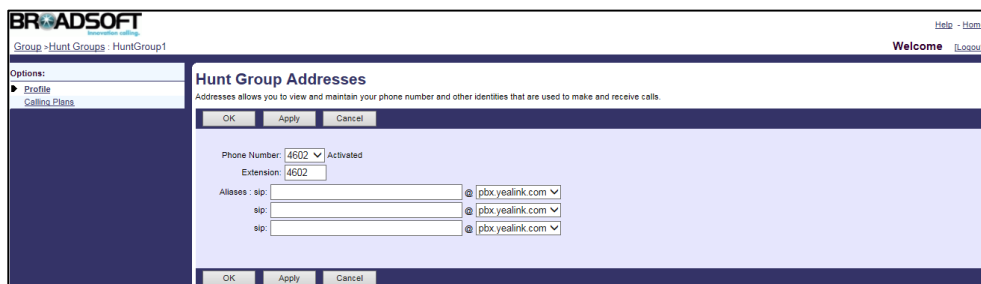 BROADSOFT
innovation calling.
Help - Hom
Group >Hunt Groups : HuntGroup1
Welcome [Logou
Options:
Profile
Calling Plans
Hunt Group Addresses
Addresses allows you to view and maintain your phone number and other identities that are used to make and receive calls.
OK Apply Cancel
Phone Number: 4602 Activated
Extension: 4602
Aliases : sip: @ pbx.yealink.com
sip: @ pbx.yealink.com
sip: @ pbx.yealink.com
OK Apply Cancel